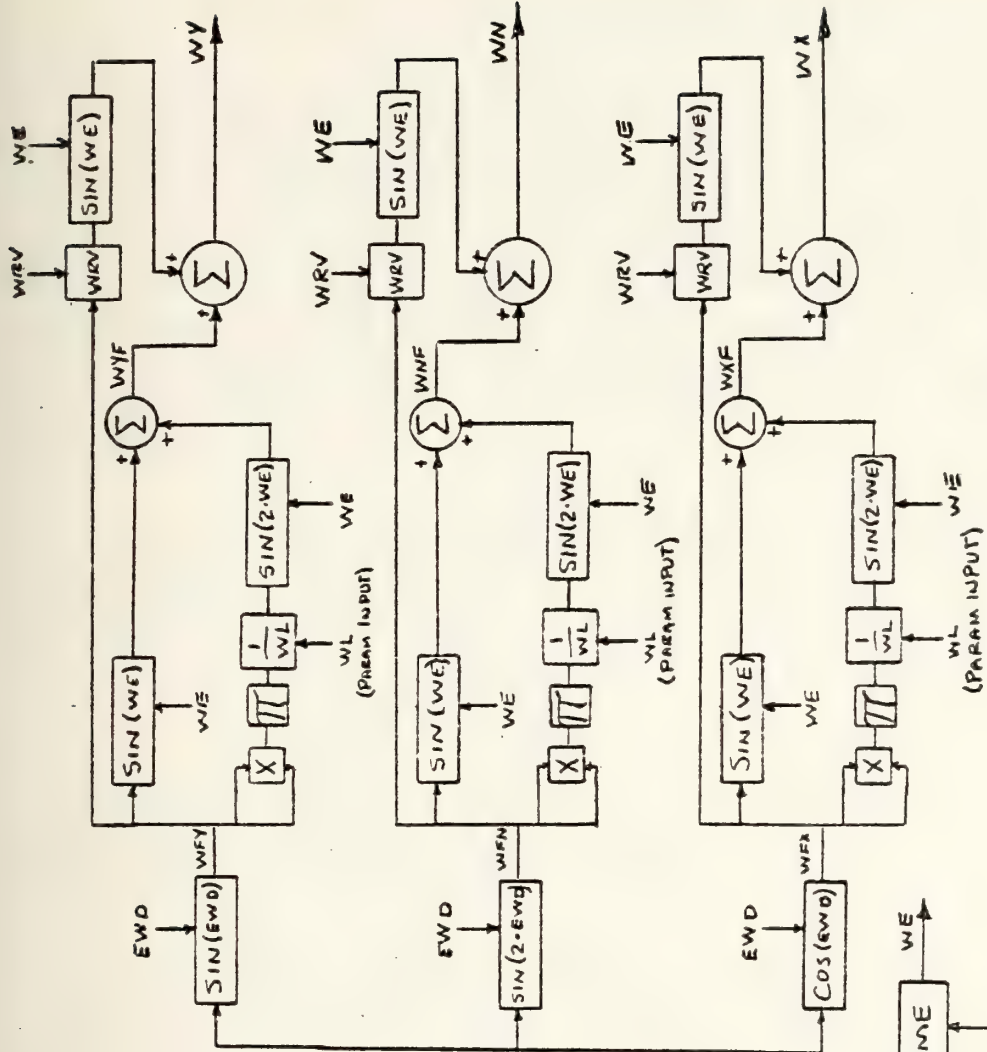 WE
WRV
WRV
SIN(WE)
WY
+
Σ
+
WYF
Σ
+
+
SIN(WE)
WE
SIN(2·WE)
WE
1/WL
WL
(PARAM INPUT)
π
X
WFY
EWD
SIN(EWD)
WE
WRV
WRV
SIN(WE)
WN
+
Σ
+
WNF
Σ
+
+
SIN(WE)
WE
SIN(2·WE)
WE
1/WL
WL
(PARAM INPUT)
π
X
WFN
EWD
SIN(2·EWD)
WE
WRV
WRV
SIN(WE)
WX
+
Σ
+
WXF
Σ
+
+
SIN(WE)
WE
SIN(2·WE)
WE
1/WL
WL
(PARAM INPUT)
π
X
WFX
EWD
COS(EWD)
WE